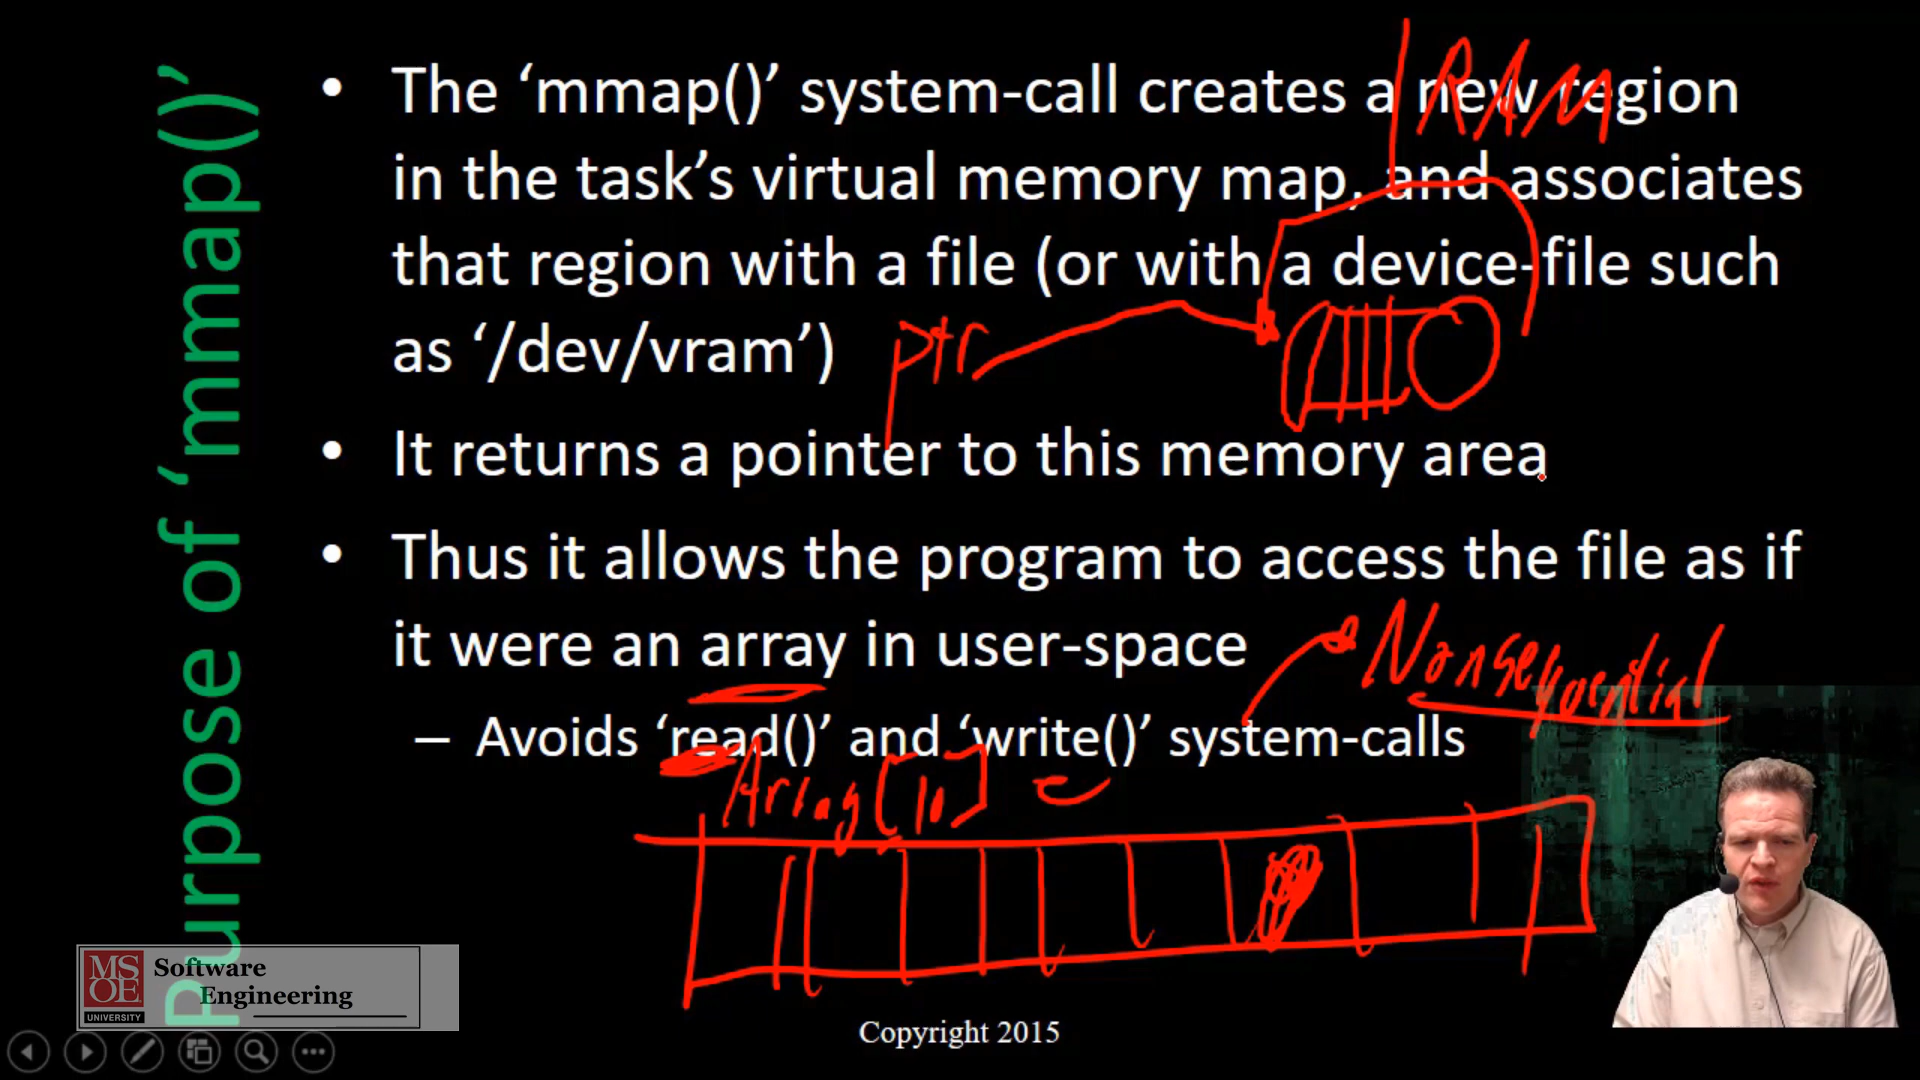 Purpose of ‘mmap()’
• The ‘mmap()’ system-call creates a new region
in the task’s virtual memory map, and associates
that region with a file (or with a device-file such
as ‘/dev/vram’)
• It returns a pointer to this memory area
• Thus it allows the program to access the file as if
it were an array in user-space
– Avoids ‘read()’ and ‘write()’ system-calls
RAM
ptr
Nonsequential
Array[10]
MS
OE
UNIVERSITY
Software
Engineering
Copyright 2015